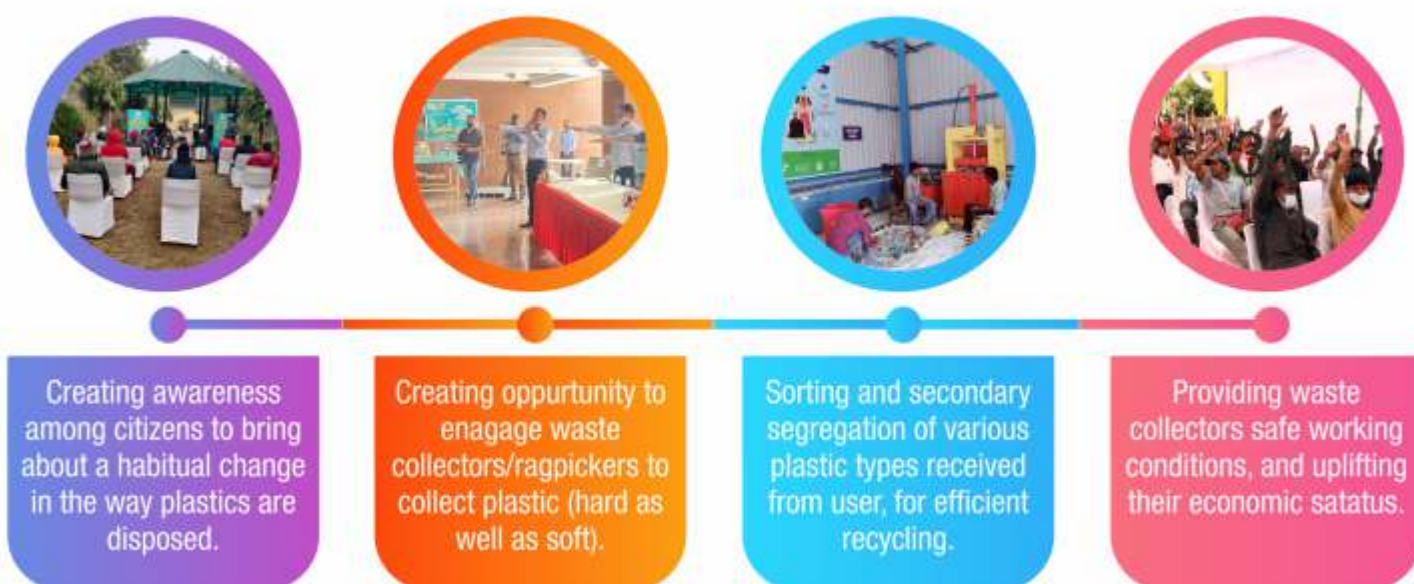 Creating awareness
among citizens to bring
about a habitual change
in the way plastics are
disposed.
Creating oppurtunity to
enagage waste
collectors/ragpickers to
collect plastic (hard as
well as soft).
Sorting and secondary
segregation of various
plastic types received
from user, for efficient
recycling.
Providing waste
collectors safe working
conditions, and uplifting
their economic satatus.